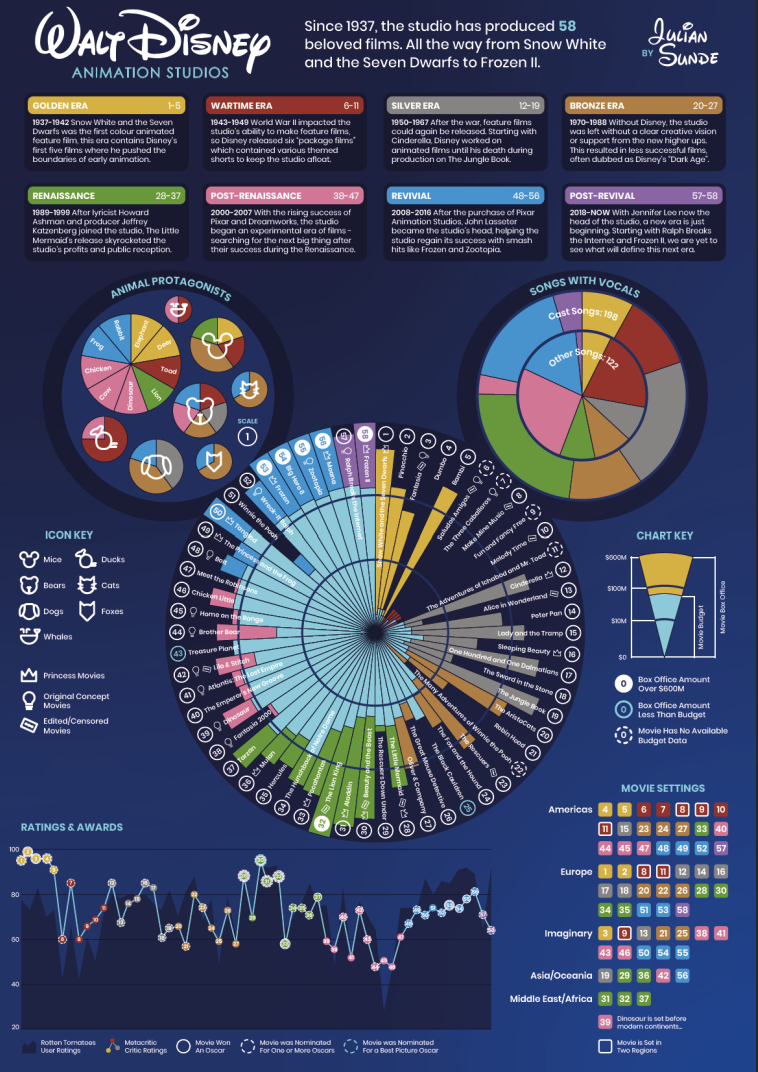 WALT DISNEY
ANIMATION STUDIOS
Since 1937, the studio has produced 58
beloved films. All the way from Snow White
and the Seven Dwarfs to Frozen II.
JULIAN
BY SUNDE
GOLDEN ERA 1-5
1937-1942 Snow White and the Seven
Dwarfs was the first colour animated
feature film, this era contains Disney's
first five films where he pushed the
boundaries of early animation.
WARTIME ERA 6-11
1943-1949 World War II impacted the
studio's ability to make feature films,
so Disney released six "package films"
which contained various themed
shorts to keep the studio afloat.
SILVER ERA 12-19
1950-1967 After the war, feature films
could again be released. Starting with
Cinderella, Disney worked on
animated films until his death during
production on The Jungle Book.
BRONZE ERA 20-27
1970-1988 Without Disney, the studio
was left without a clear creative vision
or support from the new higher ups.
This resulted in less successful films,
often dubbed as Disney's "Dark Age".
RENAISSANCE 28-37
1989-1999 After lyricist Howard
Ashman and producer Jeffrey
Katzenberg joined the studio, The Little
Mermaid's release skyrocketed the
studio's profits and public reception.
POST-RENAISSANCE 38-47
2000-2007 With the rising success of
Pixar and Dreamworks, the studio
began an experimental era of films -
searching for the next big thing after
their success during the Renaissance.
REVIVIAL 48-56
2008-2016 After the purchase of Pixar
Animation Studios, John Lasseter
became the studio's head, helping the
studio regain its success with smash
hits like Frozen and Zootopia.
POST-REVIVAL 57-58
2018-NOW With Jennifer Lee now the
head of the studio, a new era is just
beginning. Starting with Ralph Breaks
the Internet and Frozen II, we are yet to
see what will define this next era.
ANIMAL PROTAGONISTS
Elephant
Deer
Toad
Lion
Dinosaur
Cow
Chicken
Frog
Rabbit
SCALE
1
SONGS WITH VOCALS
Cast Songs: 198
Other Songs: 122
ICON KEY
Mice
Ducks
Bears
Cats
Dogs
Foxes
Whales
Princess Movies
Original Concept
Movies
Edited/Censored
Movies
1 Snow White and the Seven Dwarfs
2 Pinocchio
3 Fantasia
4 Dumbo
5 Bambi
6 Saludos Amigos
7 The Three Caballeros
8 Make Mine Music
9 Fun and Fancy Free
10 Melody Time
11 The Adventures of Ichabod and Mr. Toad
12 Cinderella
13 Alice in Wonderland
14 Peter Pan
15 Lady and the Tramp
16 Sleeping Beauty
17 One Hundred and One Dalmatians
18 The Sword in the Stone
19 The Jungle Book
20 The AristoCats
21 Robin Hood
22 The Many Adventures of Winnie the Pooh
23 The Rescuers
24 The Fox and the Hound
25 The Black Cauldron
26 The Great Mouse Detective
27 Oliver & Company
28 The Little Mermaid
29 The Rescuers Down Under
30 Beauty and the Beast
31 Aladdin
32 The Lion King
33 Pocahontas
34 The Hunchback of Notre Dame
35 Hercules
36 Mulan
37 Tarzan
38 Fantasia 2000
39 Dinosaur
40 The Emperor's New Groove
41 Atlantis: The Lost Empire
42 Lilo & Stitch
43 Treasure Planet
44 Brother Bear
45 Home on the Range
46 Chicken Little
47 Meet the Robinsons
48 Bolt
49 The Princess and the Frog
50 Tangled
51 Winnie the Pooh
52 Wreck-It Ralph
53 Frozen
54 Big Hero 6
55 Zootopia
56 Moana
57 Ralph Breaks the Internet
58 Frozen II
CHART KEY
$600M
$100M
$10M
$0
Movie Budget
Movie Box Office
0 Box Office Amount
Over $600M
0 Box Office Amount
Less Than Budget
0 Movie Has No Available
Budget Data
MOVIE SETTINGS
Americas 4 5 6 7 8 9 10
11 15 23 24 27 33 40
44 45 47 48 49 52 57
Europe 1 2 8 11 12 14 16
17 18 20 22 26 28 30
34 35 51 53 58
Imaginary 3 9 13 21 25 38 41
43 46 50 54 55
Asia/Oceania 19 29 36 42 56
Middle East/Africa 31 32 37
39 Dinosaur is set before
modern continents...
Movie is Set in
Two Regions
RATINGS & AWARDS
100
80
60
40
20
Rotten Tomatoes
User Ratings
Metacritic
Critic Ratings
Movie Won
An Oscar
Movie was Nominated
For One or More Oscars
Movie was Nominated
For a Best Picture Oscar